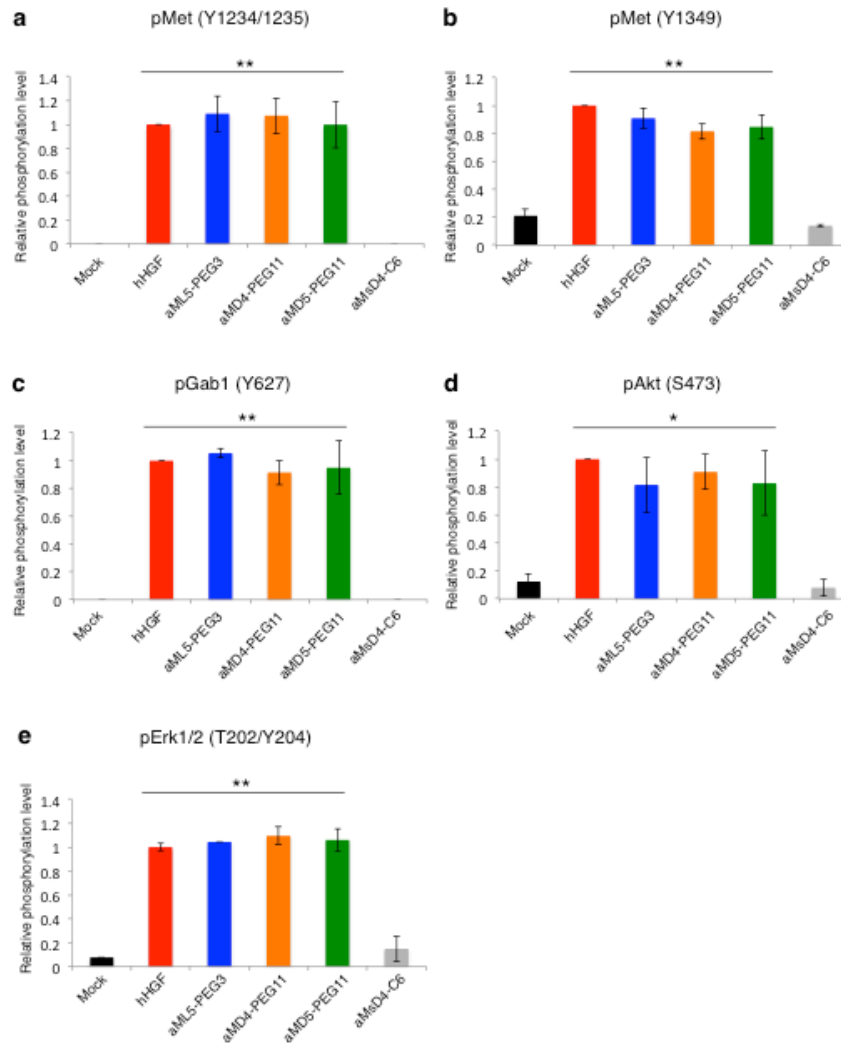 a
pMet (Y1234/1235)
**
Relative phosphorylation level
1.4
1.2
1
0.8
0.6
0.4
0.2
0
Mock
hHGF
aML5-PEG3
aMD4-PEG11
aMD5-PEG11
aMsD4-C6
b
pMet (Y1349)
**
Relative phosphorylation level
1.2
1
0.8
0.6
0.4
0.2
0
Mock
hHGF
aML5-PEG3
aMD4-PEG11
aMD5-PEG11
aMsD4-C6
c
pGab1 (Y627)
**
Relative phosphorylation level
1.2
1
0.8
0.6
0.4
0.2
0
Mock
hHGF
aML5-PEG3
aMD4-PEG11
aMD5-PEG11
aMsD4-C6
d
pAkt (S473)
*
Relative phosphorylation level
1.2
1
0.8
0.6
0.4
0.2
0
Mock
hHGF
aML5-PEG3
aMD4-PEG11
aMD5-PEG11
aMsD4-C6
e
pErk1/2 (T202/Y204)
**
Relative phosphorylation level
1.4
1.2
1
0.8
0.6
0.4
0.2
0
Mock
hHGF
aML5-PEG3
aMD4-PEG11
aMD5-PEG11
aMsD4-C6